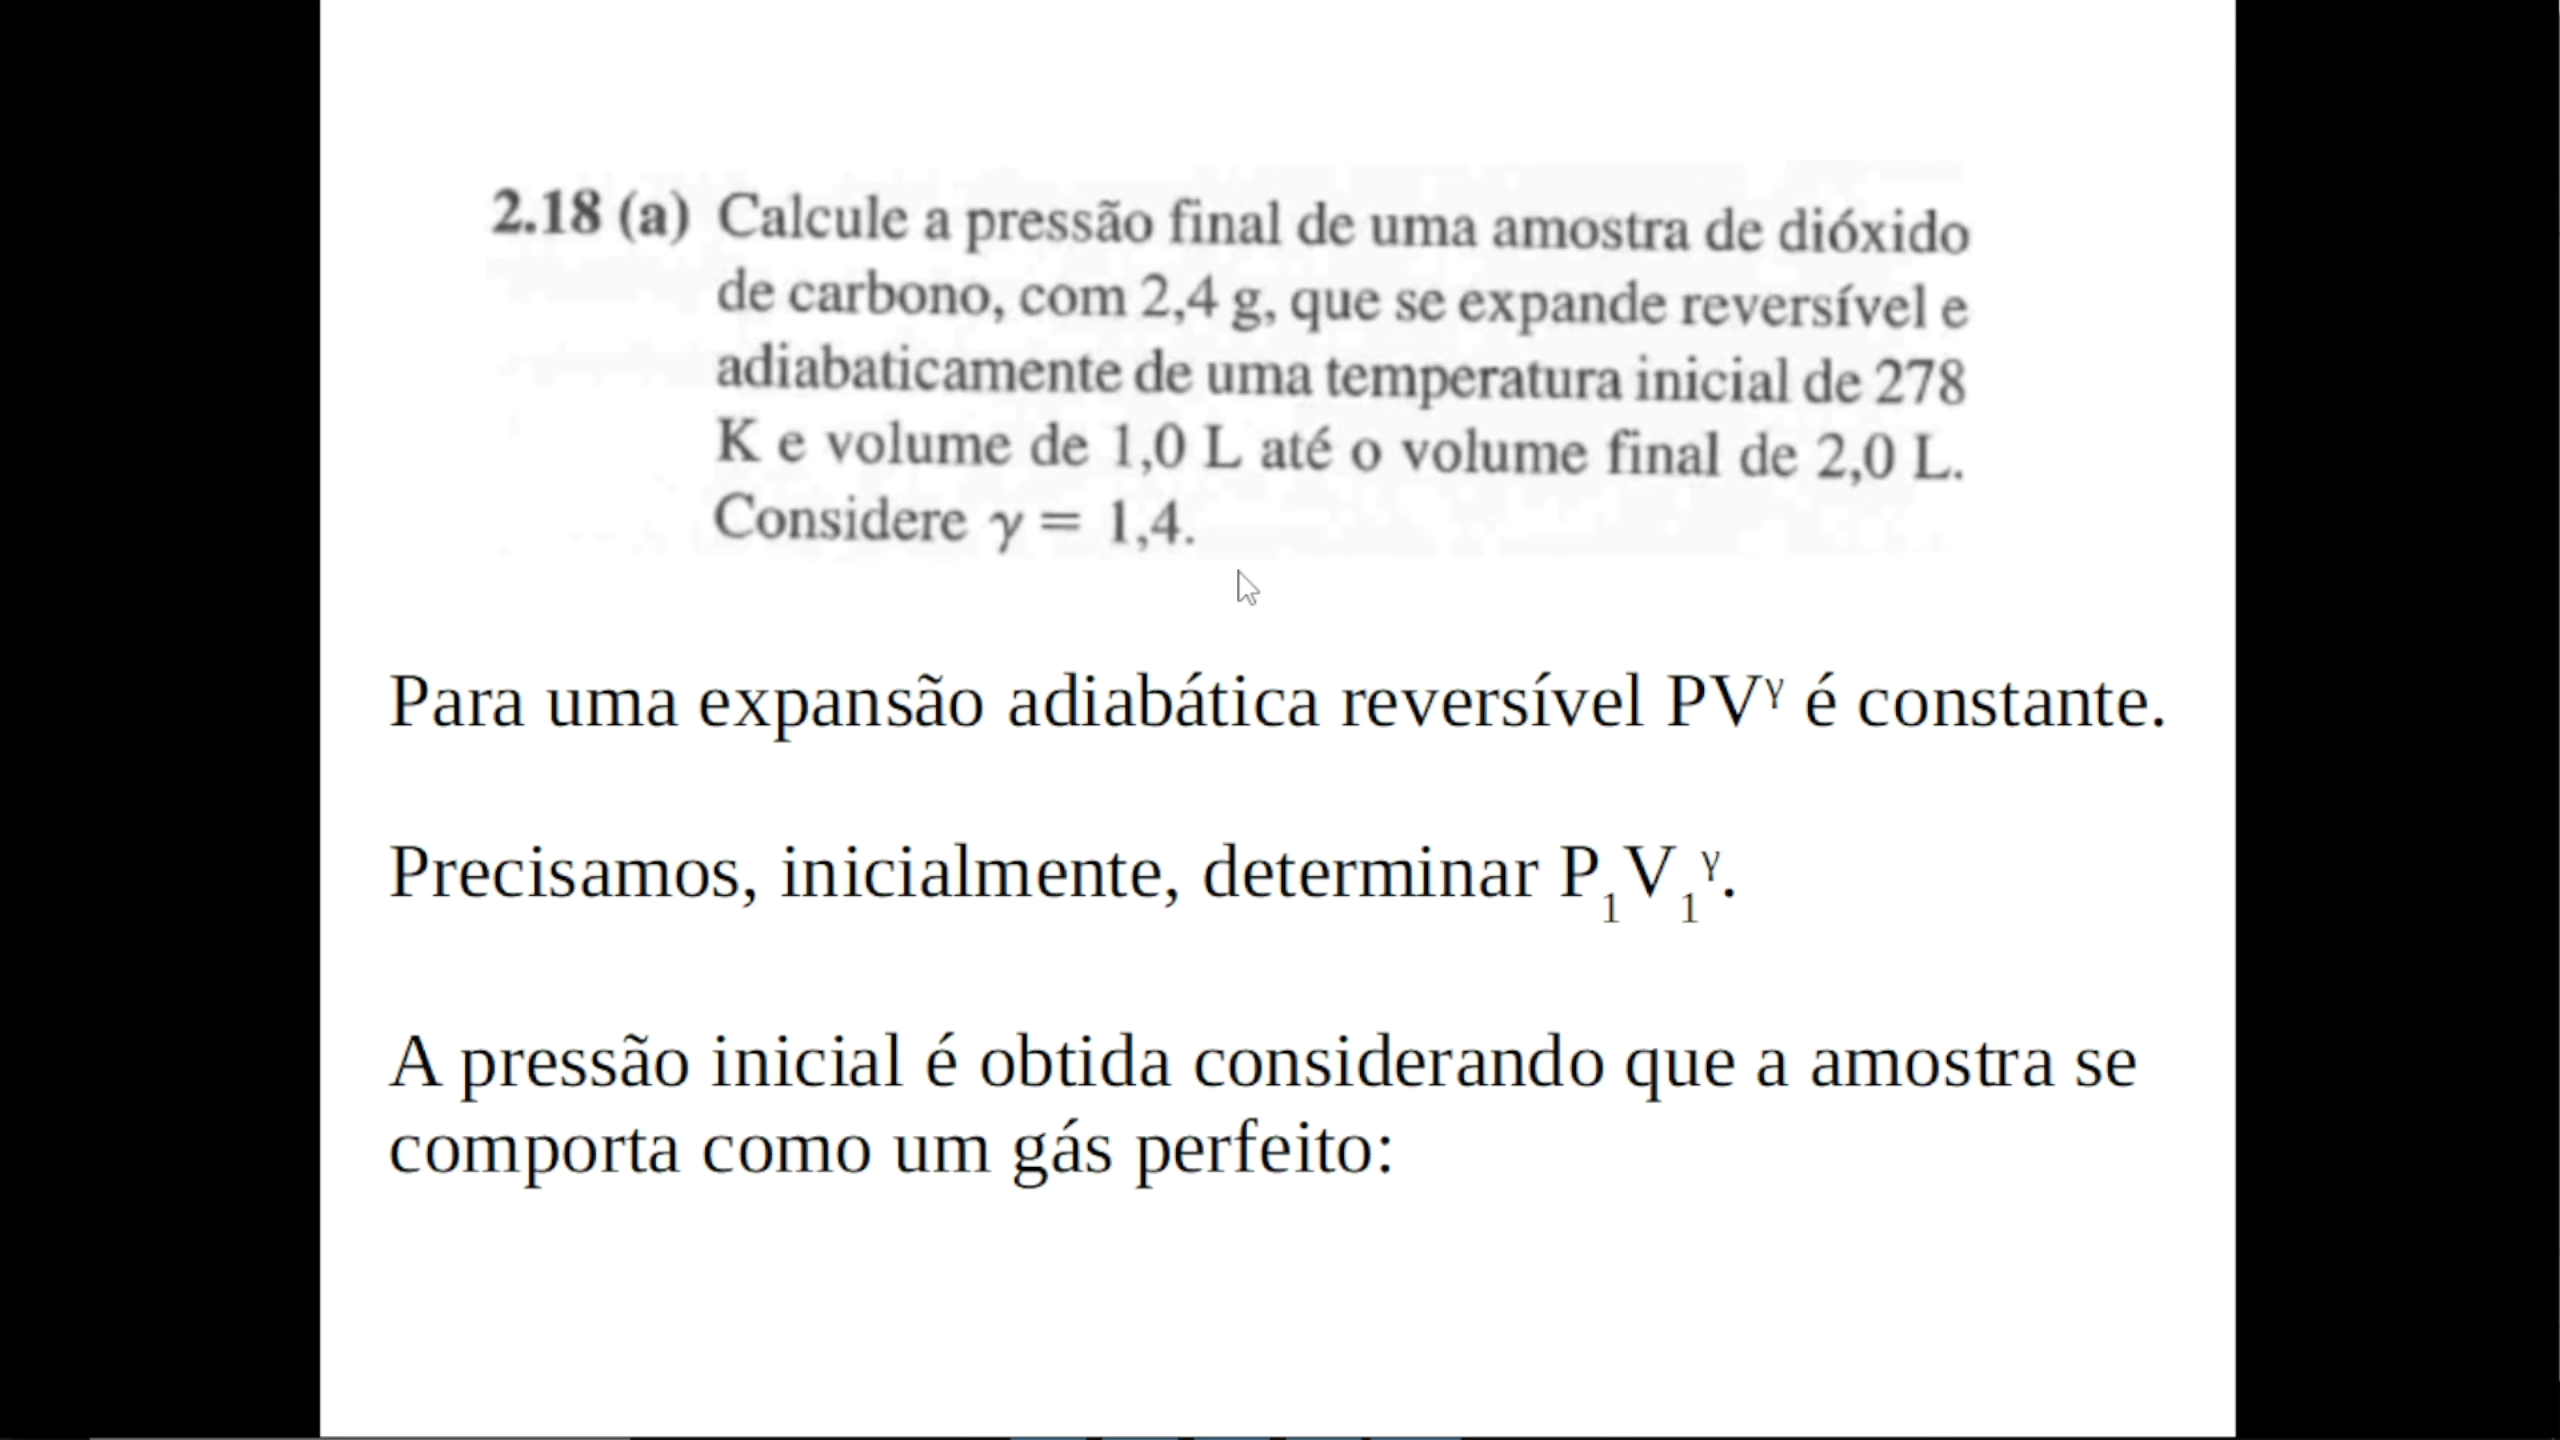 2.18 (a) Calcule a pressão final de uma amostra de dióxido
de carbono, com 2,4 g, que se expande reversível e
adiabaticamente de uma temperatura inicial de 278
K e volume de 1,0 L até o volume final de 2,0 L.
Considere γ = 1,4.
Para uma expansão adiabática reversível PVᵞ é constante.
Precisamos, inicialmente, determinar P₁V₁ᵞ.
A pressão inicial é obtida considerando que a amostra se
comporta como um gás perfeito: